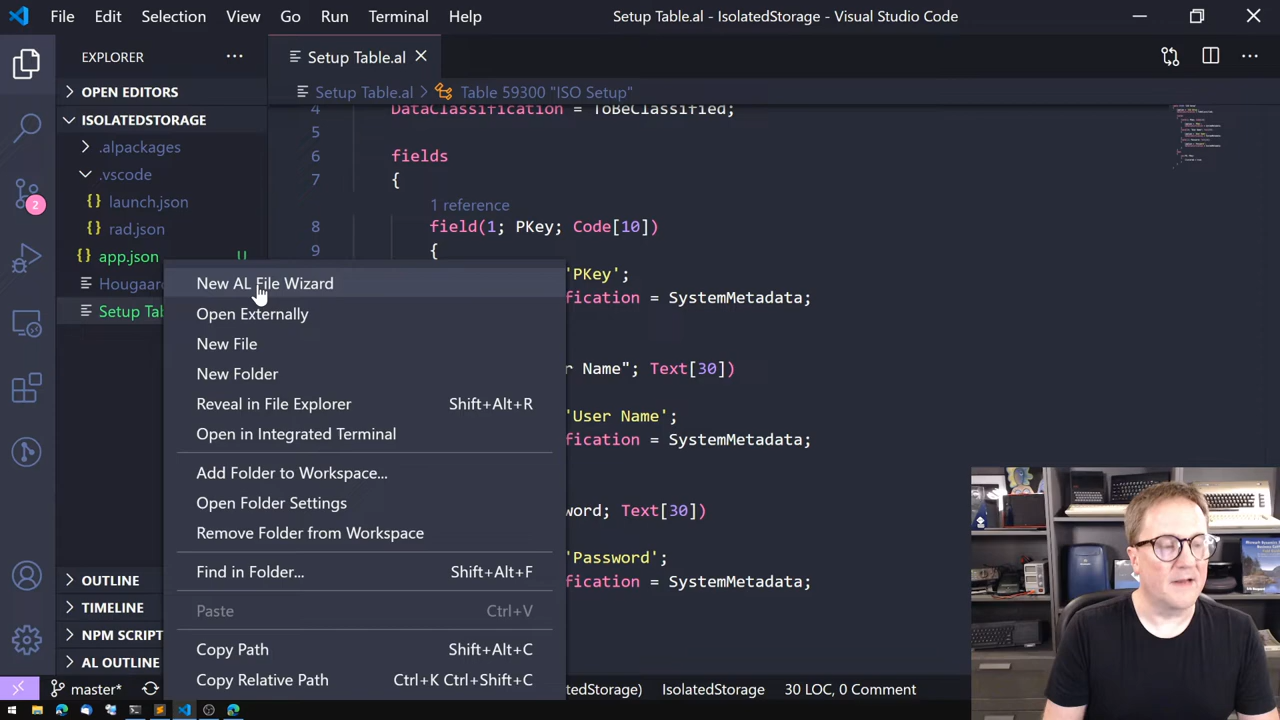 File Edit Selection View Go Run Terminal Help
Setup Table.al - IsolatedStorage - Visual Studio Code
EXPLORER
OPEN EDITORS
ISOLATEDSTORAGE
.alpackages
.vscode
launch.json
rad.json
app.json U
Hougaar
Setup Tab
OUTLINE
TIMELINE
NPM SCRIPT
AL OUTLINE
2
Setup Table.al
Setup Table.al > Table 59300 "ISO Setup"
4 DataClassification = ToBeClassified;
5
6 fields
7 {
1 reference
8 field(1; PKey; Code[10])
9 {
'PKey';
fication = SystemMetadata;
r Name"; Text[30])
'User Name';
fication = SystemMetadata;
word; Text[30])
'Password';
fication = SystemMetadata;
New AL File Wizard
Open Externally
New File
New Folder
Reveal in File Explorer Shift+Alt+R
Open in Integrated Terminal
Add Folder to Workspace...
Open Folder Settings
Remove Folder from Workspace
Find in Folder... Shift+Alt+F
Paste Ctrl+V
Copy Path Shift+Alt+C
Copy Relative Path Ctrl+K Ctrl+Shift+C
master* tedStorage) IsolatedStorage 30 LOC, 0 Comment